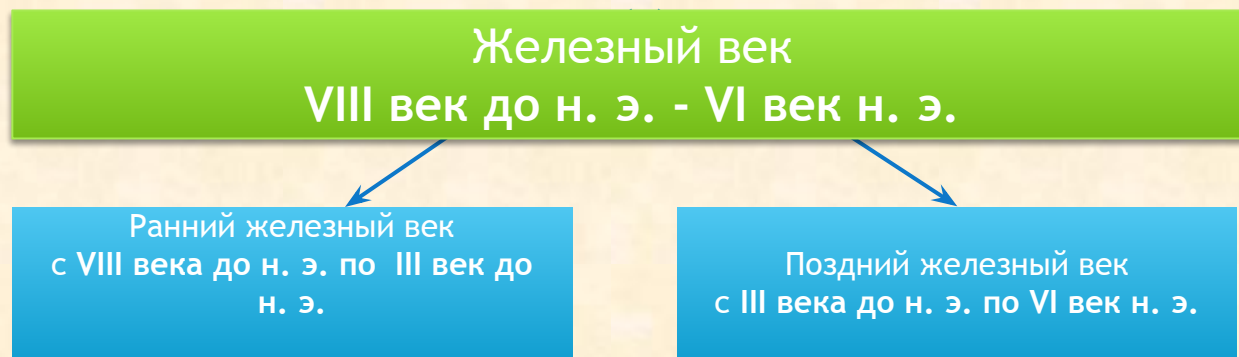 Железный век
VIII век до н. э. - VI век н. э.
Ранний железный век
с VIII века до н. э. по III век до
н. э.
Поздний железный век
с III века до н. э. по VI век н. э.